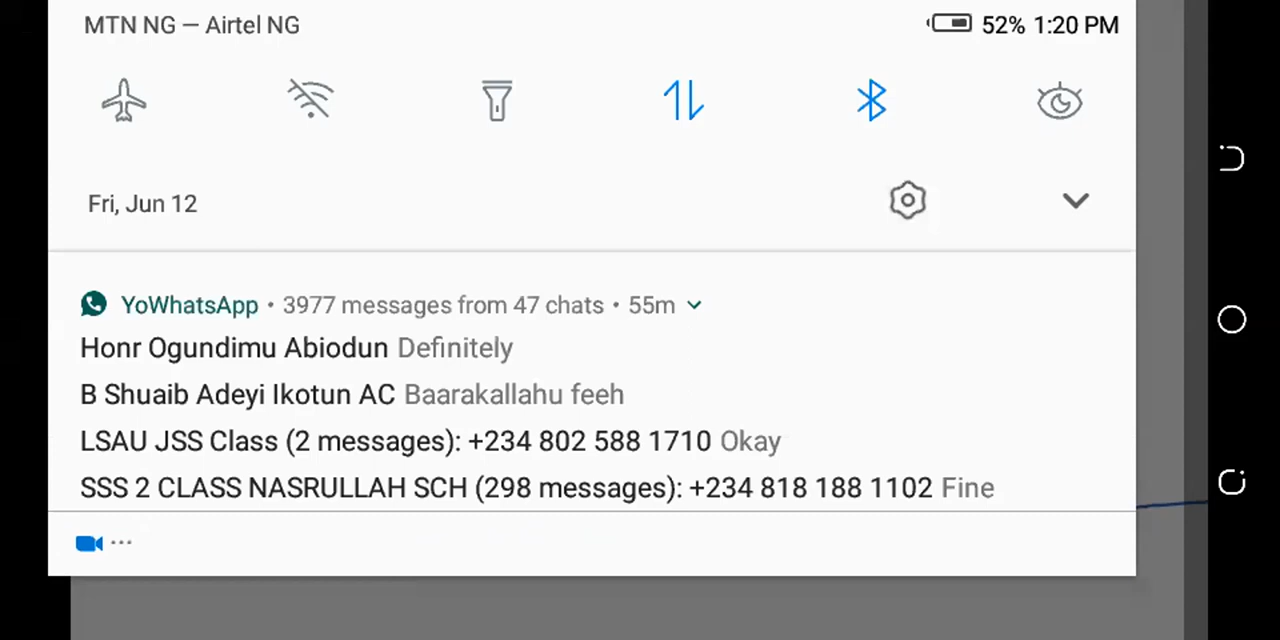 MTN NG — Airtel NG
52% 1:20 PM
Fri, Jun 12
YoWhatsApp • 3977 messages from 47 chats • 55m
Honr Ogundimu Abiodun Definitely
B Shuaib Adeyi Ikotun AC Baarakallahu feeh
LSAU JSS Class (2 messages): +234 802 588 1710 Okay
SSS 2 CLASS NASRULLAH SCH (298 messages): +234 818 188 1102 Fine
...